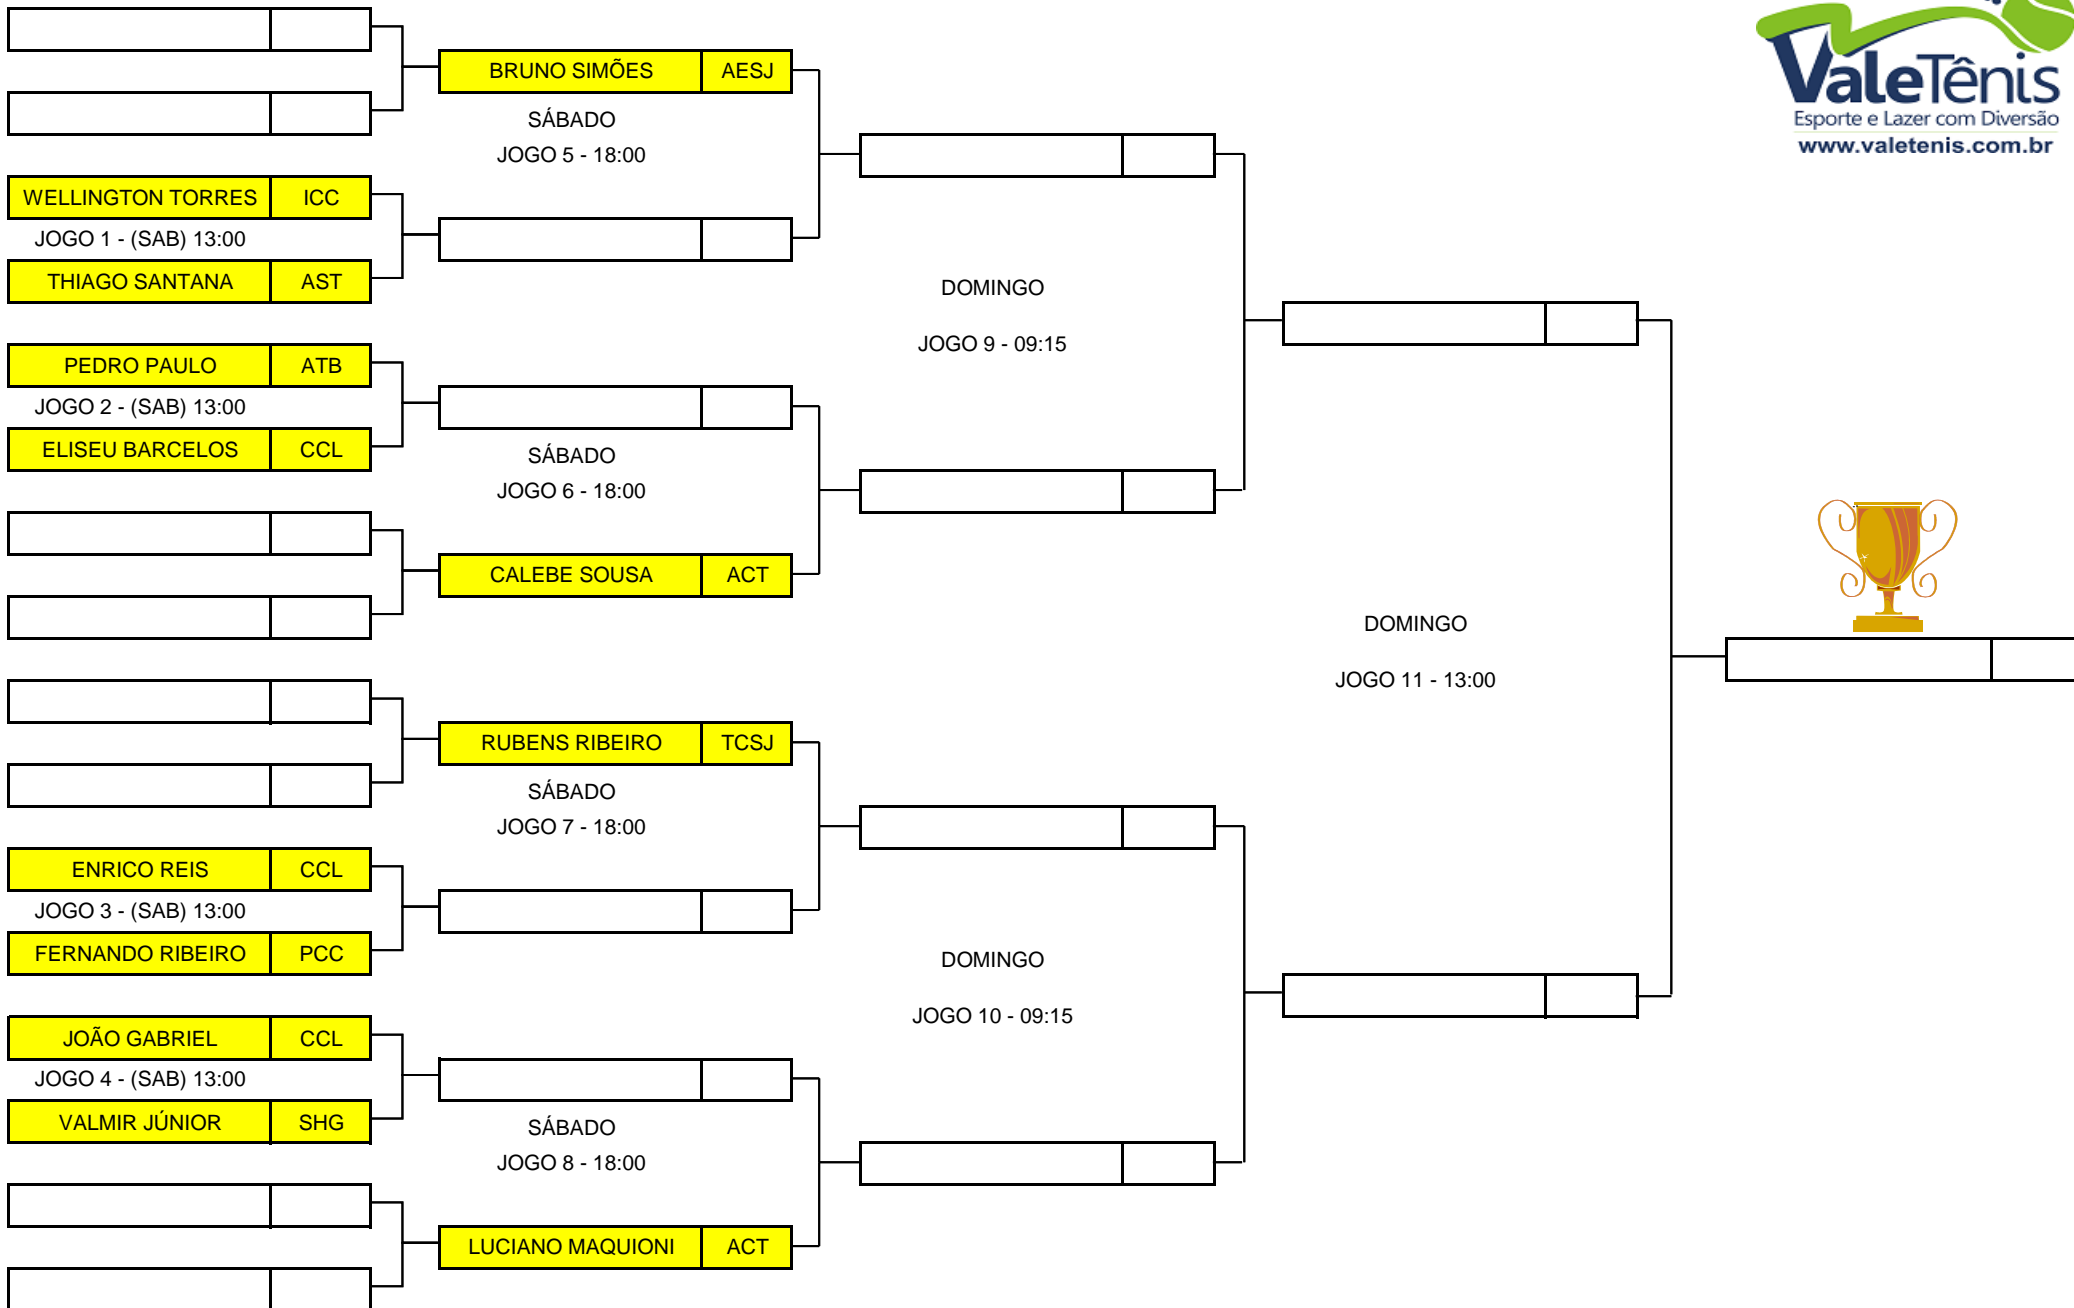 ValeTênis
Esporte e Lazer com Diversão
www.valetenis.com.br
BRUNO SIMÕES AESJ
SÁBADO
JOGO 5 - 18:00
WELLINGTON TORRES ICC
JOGO 1 - (SAB) 13:00
THIAGO SANTANA AST
DOMINGO
JOGO 9 - 09:15
PEDRO PAULO ATB
JOGO 2 - (SAB) 13:00
ELISEU BARCELOS CCL
SÁBADO
JOGO 6 - 18:00
CALEBE SOUSA ACT
DOMINGO
JOGO 11 - 13:00
RUBENS RIBEIRO TCSJ
SÁBADO
JOGO 7 - 18:00
ENRICO REIS CCL
JOGO 3 - (SAB) 13:00
FERNANDO RIBEIRO PCC
DOMINGO
JOGO 10 - 09:15
JOÃO GABRIEL CCL
JOGO 4 - (SAB) 13:00
VALMIR JÚNIOR SHG
SÁBADO
JOGO 8 - 18:00
LUCIANO MAQUIONI ACT